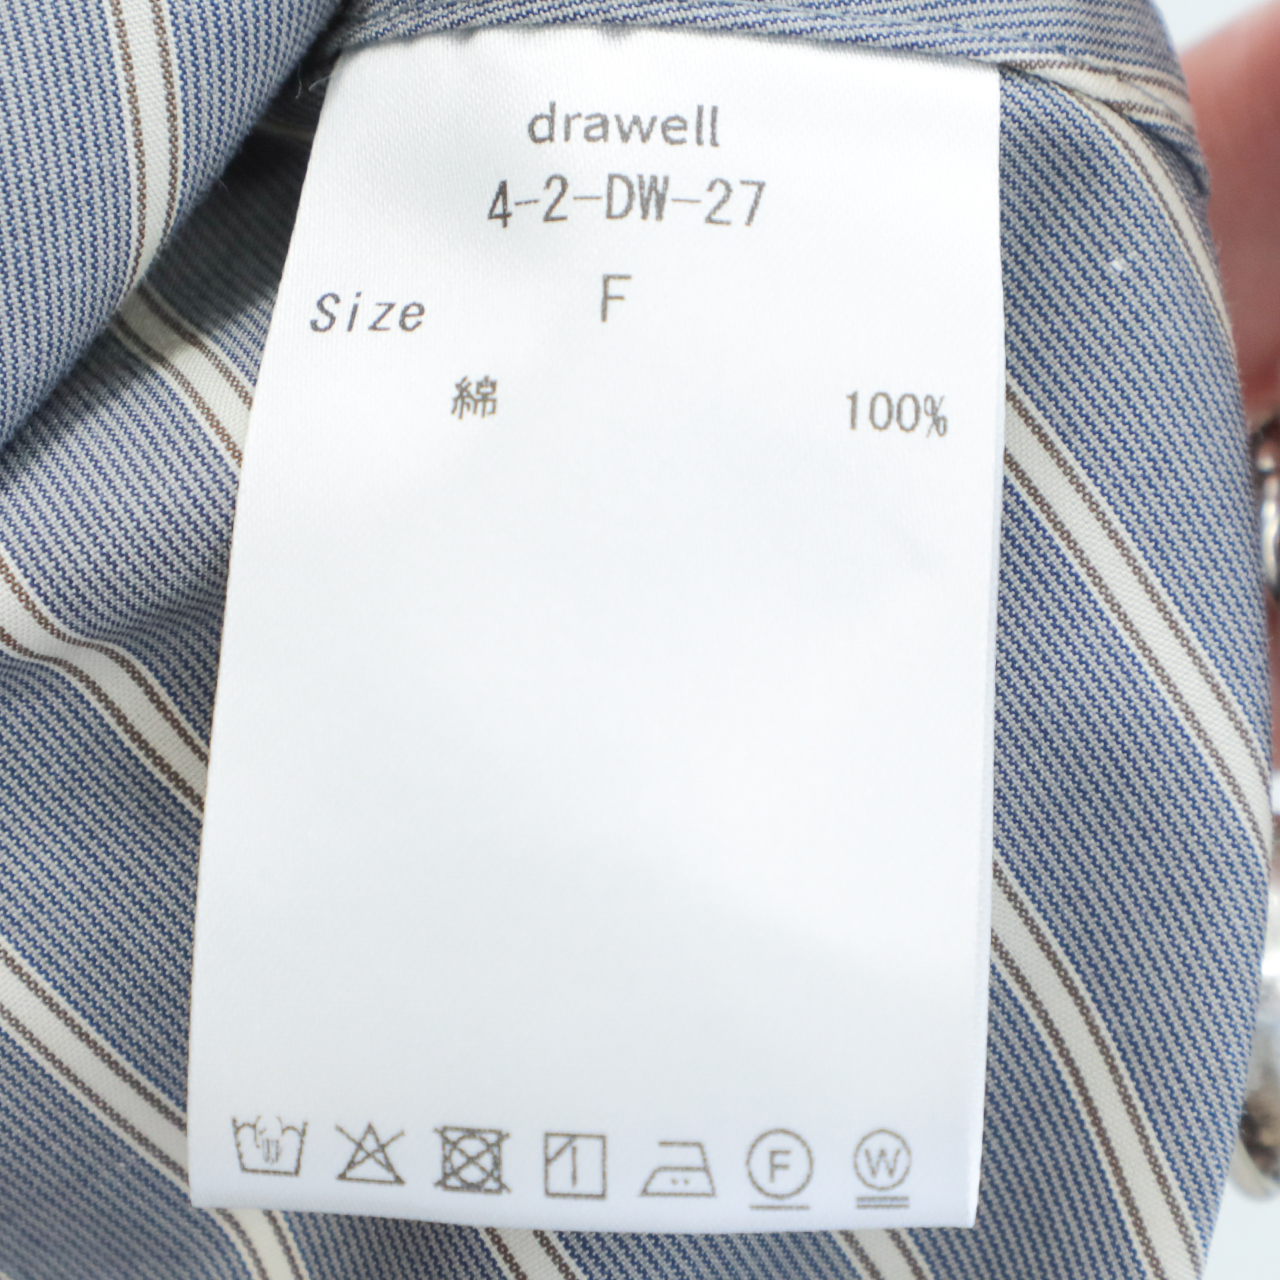 drawell
4-2-DW-27
Size F
綿 100%
F W